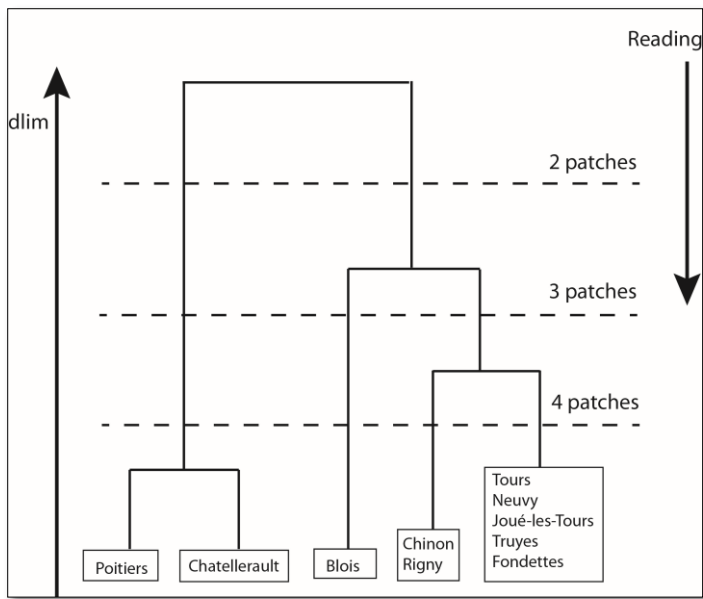 Reading
dlim
2 patches
3 patches
4 patches
Poitiers
Chatellerault
Blois
Chinon
Rigny
Tours
Neuvy
Joué-les-Tours
Truyes
Fondettes